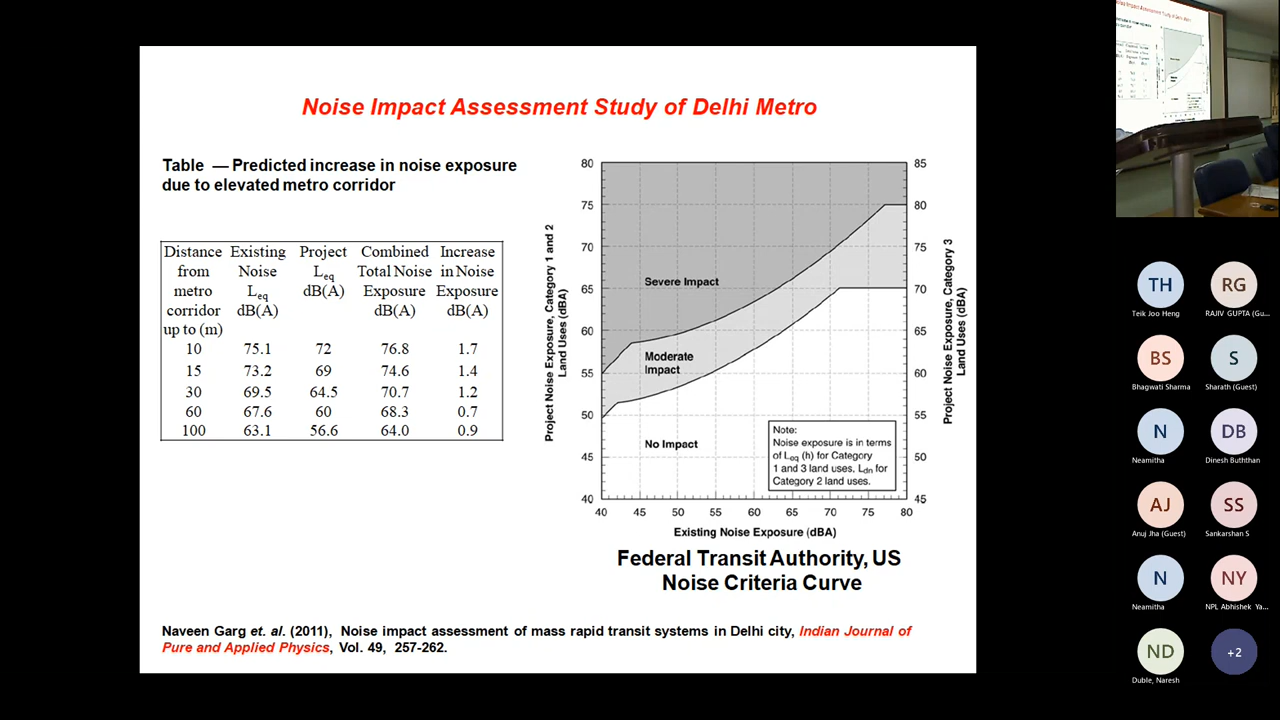 Noise Impact Assessment Study of Delhi Metro
Table — Predicted increase in noise exposure
due to elevated metro corridor
Distance from metro corridor up to (m) Existing Noise Leq dB(A) Project Leq dB(A) Combined Total Noise Exposure dB(A) Increase in Noise Exposure dB(A)
10 75.1 72 76.8 1.7
15 73.2 69 74.6 1.4
30 69.5 64.5 70.7 1.2
60 67.6 60 68.3 0.7
100 63.1 56.6 64.0 0.9
Project Noise Exposure, Category 1 and 2
Land Uses (dBA)
80
75
70
65
60
55
50
45
40
Severe Impact
Moderate
Impact
No Impact
Note:
Noise exposure is in terms
of Leq (h) for Category
1 and 3 land uses. Ldn for
Category 2 land uses.
85
80
75
70
65
60
55
50
45
Project Noise Exposure, Category 3
Land Uses (dBA)
40 45 50 55 60 65 70 75 80
Existing Noise Exposure (dBA)
Federal Transit Authority, US
Noise Criteria Curve
Naveen Garg et. al. (2011), Noise impact assessment of mass rapid transit systems in Delhi city, Indian Journal of
Pure and Applied Physics, Vol. 49, 257-262.
TH RG
Teik Joo Heng RAJIV GUPTA (Gu...
BS S
Bhagwati Sharma Sharath (Guest)
N DB
Neamitha Dinesh Buththan
AJ SS
Anuj Jha (Guest) Sankarshan S
N NY
Neamitha NPL Abhishek Ya...
ND +2
Duble, Naresh